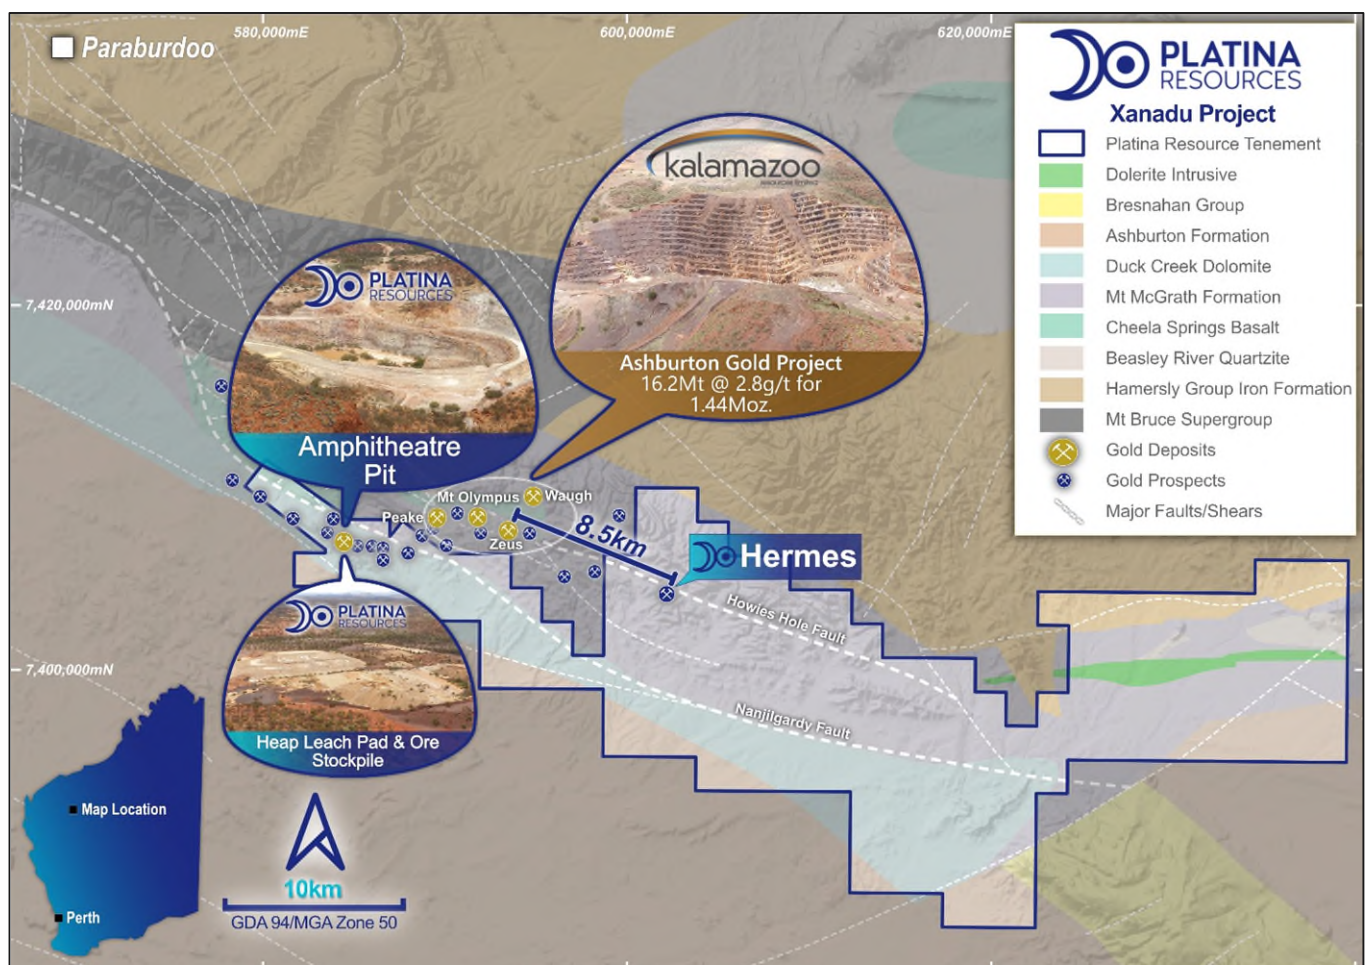 580,000mE
600,000mE
620,000mE
Paraburdoo
PLATINA
RESOURCES
Xanadu Project
Platina Resource Tenement
Dolerite Intrusive
Bresnahan Group
Ashburton Formation
Duck Creek Dolomite
Mt McGrath Formation
Cheela Springs Basalt
Beasley River Quartzite
Hamersly Group Iron Formation
Mt Bruce Supergroup
Gold Deposits
Gold Prospects
Major Faults/Shears
kalamazoo
resources limited
Ashburton Gold Project
16.2Mt @ 2.8g/t for
1.44Moz.
7,420,000mN
PLATINA
RESOURCES
Amphitheatre
Pit
Mt Olympus
Waugh
Peake
Zeus
8.5km
Hermes
Howies Hole Fault
Nanjilgardy Fault
7,400,000mN
PLATINA
RESOURCES
Heap Leach Pad & Ore
Stockpile
Map Location
Perth
10km
GDA 94/MGA Zone 50